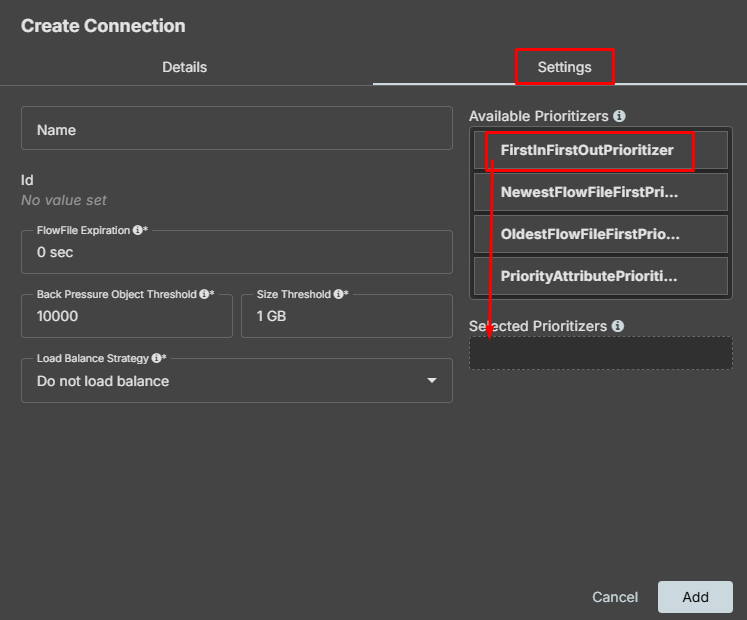 Create Connection
Details
Settings
Name
Id
No value set
FlowFile Expiration *
0 sec
Back Pressure Object Threshold *
10000
Size Threshold *
1 GB
Load Balance Strategy *
Do not load balance
Available Prioritizers
FirstInFirstOutPrioritizer
NewestFlowFileFirstPri...
OldestFlowFileFirstPrio...
PriorityAttributePrioriti...
Selected Prioritizers
Cancel
Add